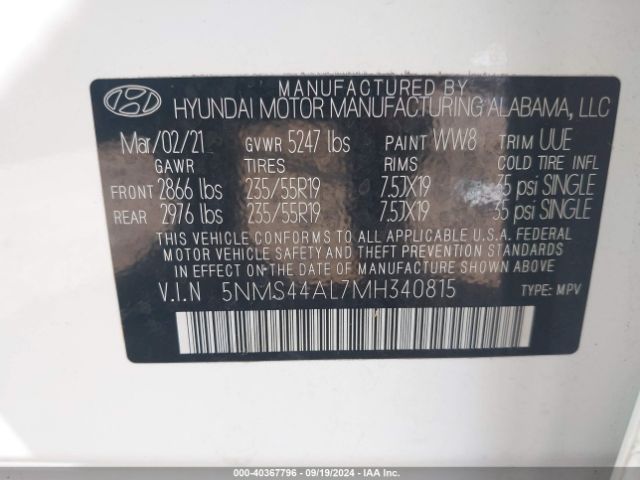 MANUFACTURED BY
HYUNDAI MOTOR MANUFACTURING ALABAMA, LLC
Mar/02/21 GVWR 5247 lbs PAINT WW8 TRIM UUE
GAWR TIRES RIMS COLD TIRE INFL
FRONT 2866 lbs 235/55R19 7.5JX19 35 psi SINGLE
REAR 2976 lbs 235/55R19 7.5JX19 35 psi SINGLE
THIS VEHICLE CONFORMS TO ALL APPLICABLE U.S.A. FEDERAL
MOTOR VEHICLE SAFETY AND THEFT PREVENTION STANDARDS
IN EFFECT ON THE DATE OF MANUFACTURE SHOWN ABOVE
V.I.N 5NMS44AL7MH340815 TYPE: MPV
000-40367796 - 09/19/2024 - IAA Inc.